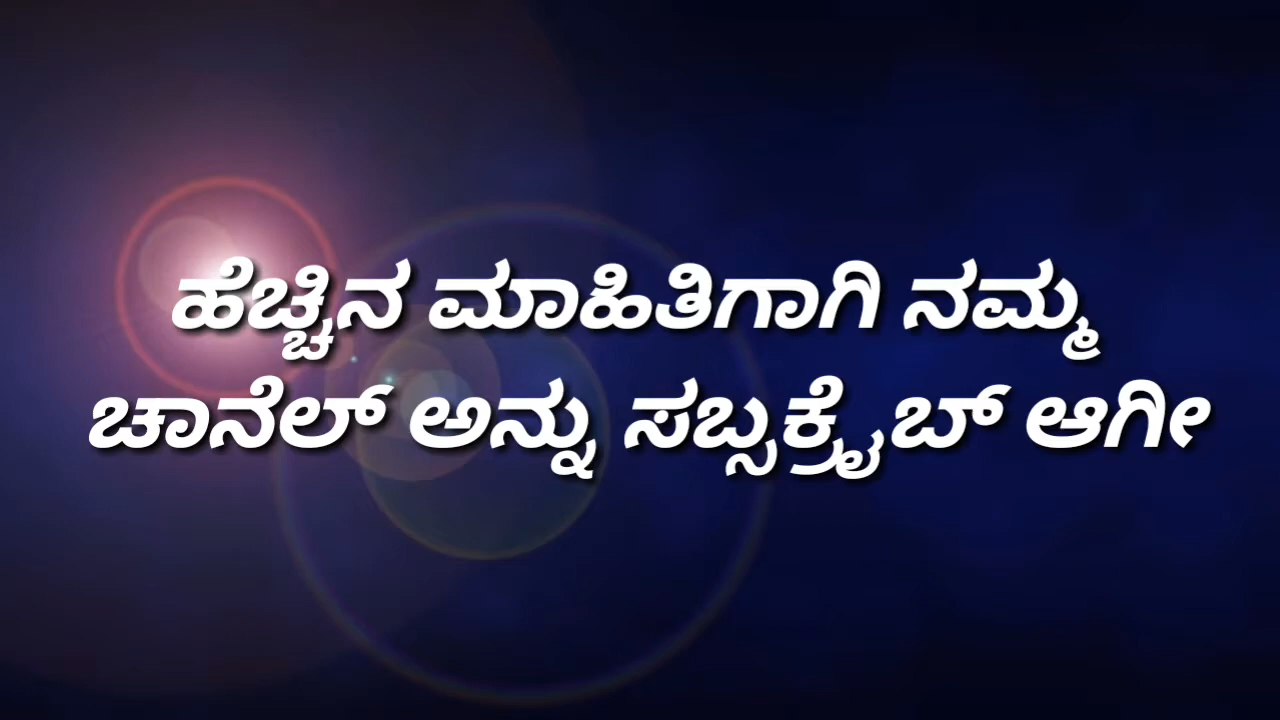 ಹೆಚ್ಚಿನ ಮಾಹಿತಿಗಾಗಿ ನಮ್ಮ
ಚಾನೆಲ್ ಅನ್ನು ಸಬ್ಸಕ್ರೈಬ್ ಆಗೀ